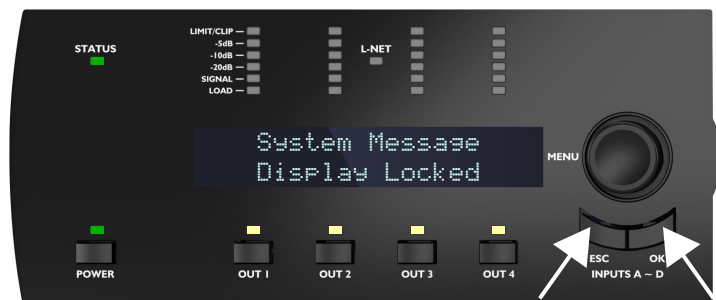 LIMIT/CLIP
-5dB
-10dB
-20dB
SIGNAL
LOAD
STATUS
L-NET
System Message
Display Locked
MENU
ESC OK
INPUTS A ~ D
POWER OUT 1 OUT 2 OUT 3 OUT 4